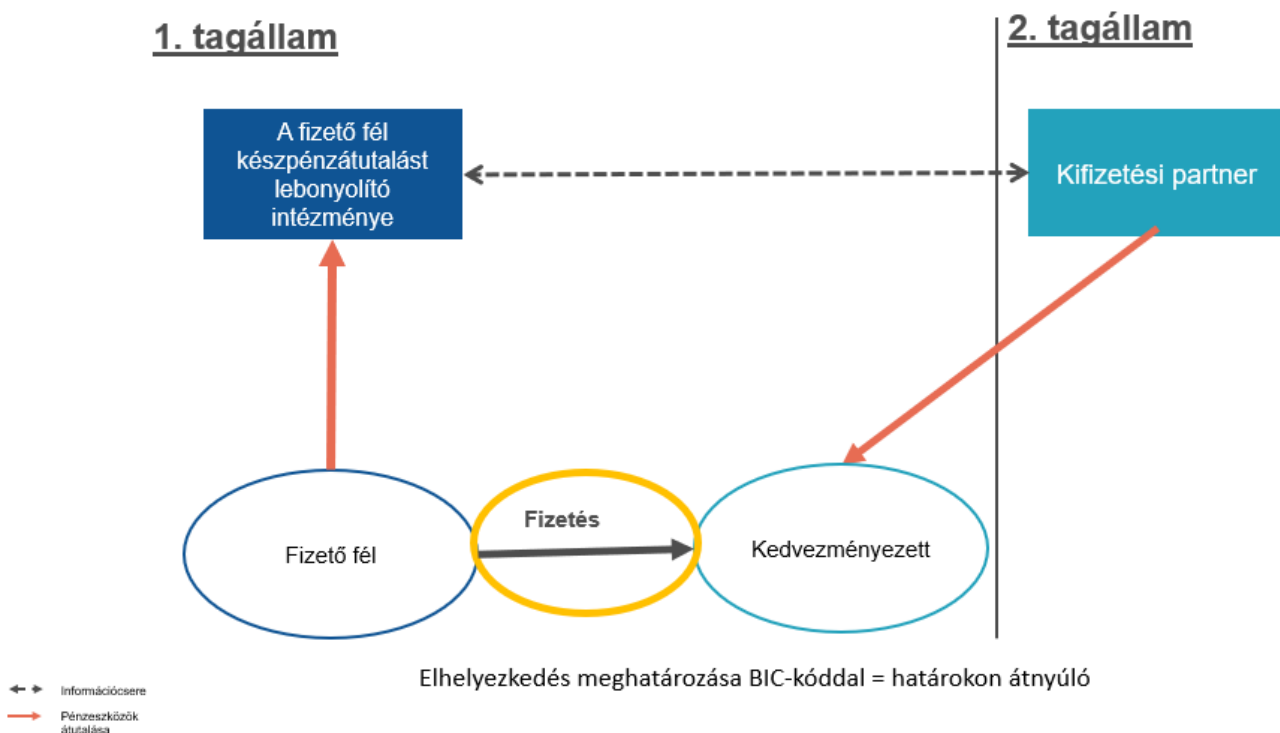 1. tagállam
2. tagállam
A fizető fél
készpénzátutalást
lebonyolító
intézménye
Kifizetési partner
Fizetés
Fizető fél
Kedvezményezett
Elhelyezkedés meghatározása BIC-kóddal = határokon átnyúló
Információcsere
Pénzeszközök
átutalása